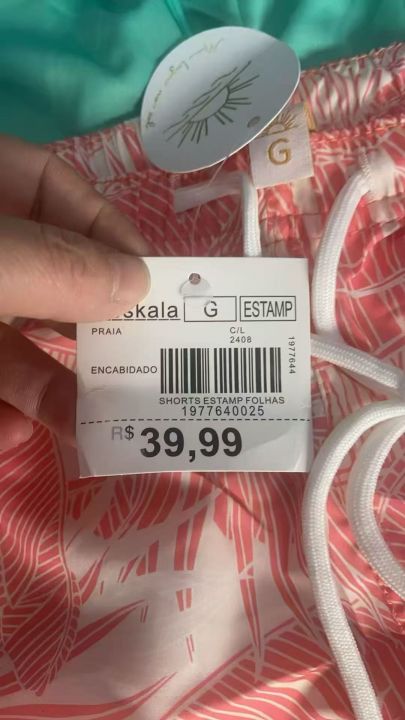 G
skala G ESTAMP
PRAIA C/L
2408
1977644
ENCABIDADO
SHORTS ESTAMP FOLHAS
1977640025
R$ 39,99